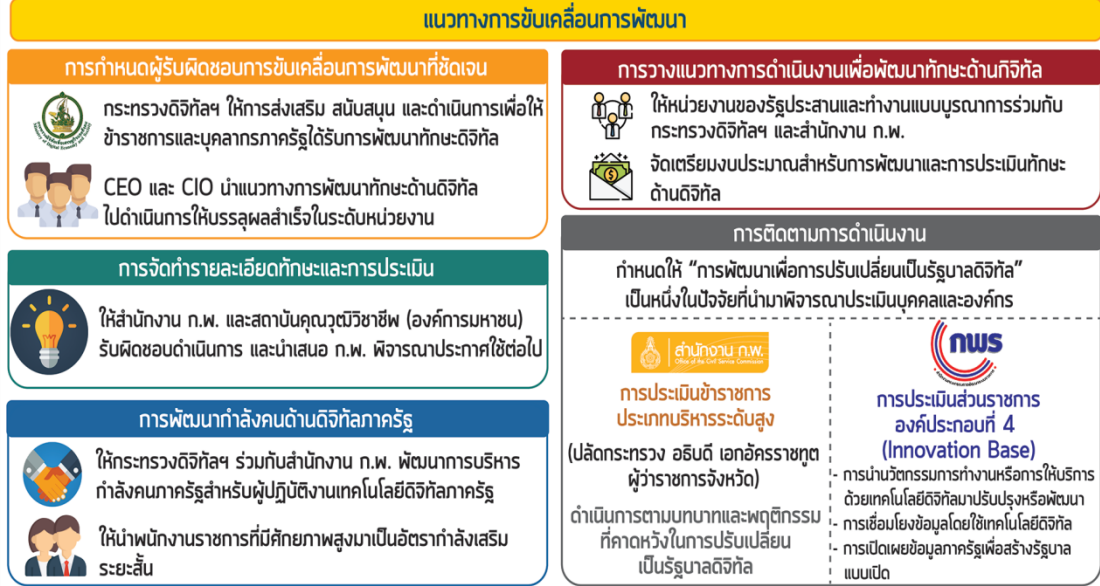 แนวทางการขับเคลื่อนการพัฒนา
การกำหนดผู้รับผิดชอบการขับเคลื่อนการพัฒนาที่ชัดเจน
กระทรวงดิจิทัลฯ ให้การส่งเสริม สนับสนุน และดำเนินการเพื่อให้
ข้าราชการและบุคลากรภาครัฐได้รับการพัฒนาทักษะดิจิทัล
CEO และ CIO นำแนวทางการพัฒนาทักษะด้านดิจิทัล
ไปดำเนินการให้บรรลุผลสำเร็จในระดับหน่วยงาน
การจัดทำรายละเอียดทักษะและการประเมิน
ให้สำนักงาน ก.พ. และสถาบันคุณวุฒิวิชาชีพ (องค์การมหาชน)
รับผิดชอบดำเนินการ และนำเสนอ ก.พ. พิจารณาประกาศใช้ต่อไป
การพัฒนากำลังคนด้านดิจิทัลภาครัฐ
ให้กระทรวงดิจิทัลฯ ร่วมกับสำนักงาน ก.พ. พัฒนาการบริหาร
กำลังคนภาครัฐสำหรับผู้ปฏิบัติงานเทคโนโลยีดิจิทัลภาครัฐ
ให้นำพนักงานราชการที่มีศักยภาพสูงมาเป็นอัตรากำลังเสริม
ระยะสั้น
การวางแนวทางการดำเนินงานเพื่อพัฒนาทักษะด้านดิจิทัล
ให้หน่วยงานของรัฐประสานและทำงานแบบบูรณาการร่วมกับ
กระทรวงดิจิทัลฯ และสำนักงาน ก.พ.
จัดเตรียมงบประมาณสำหรับการพัฒนาและการประเมินทักษะ
ด้านดิจิทัล
การติดตามการดำเนินงาน
กำหนดให้ “การพัฒนาเพื่อการปรับเปลี่ยนเป็นรัฐบาลดิจิทัล”
เป็นหนึ่งในปัจจัยที่นำมาพิจารณาประเมินบุคคลและองค์กร
สำนักงาน ก.พ.
Office of the Civil Service Commission
การประเมินข้าราชการ
ประเภทบริหารระดับสูง
(ปลัดกระทรวง อธิบดี เอกอัครราชทูต
ผู้ว่าราชการจังหวัด)
ดำเนินการตามบทบาทและพฤติกรรม
ที่คาดหวังในการปรับเปลี่ยน
เป็นรัฐบาลดิจิทัล
กพร
การประเมินส่วนราชการ
องค์ประกอบที่ 4
(Innovation Base)
- การนำนวัตกรรมการทำงานหรือการให้บริการ
ด้วยเทคโนโลยีดิจิทัลมาปรับปรุงหรือพัฒนา
- การเชื่อมโยงข้อมูลโดยใช้เทคโนโลยีดิจิทัล
- การเปิดเผยข้อมูลภาครัฐเพื่อสร้างรัฐบาล
แบบเปิด